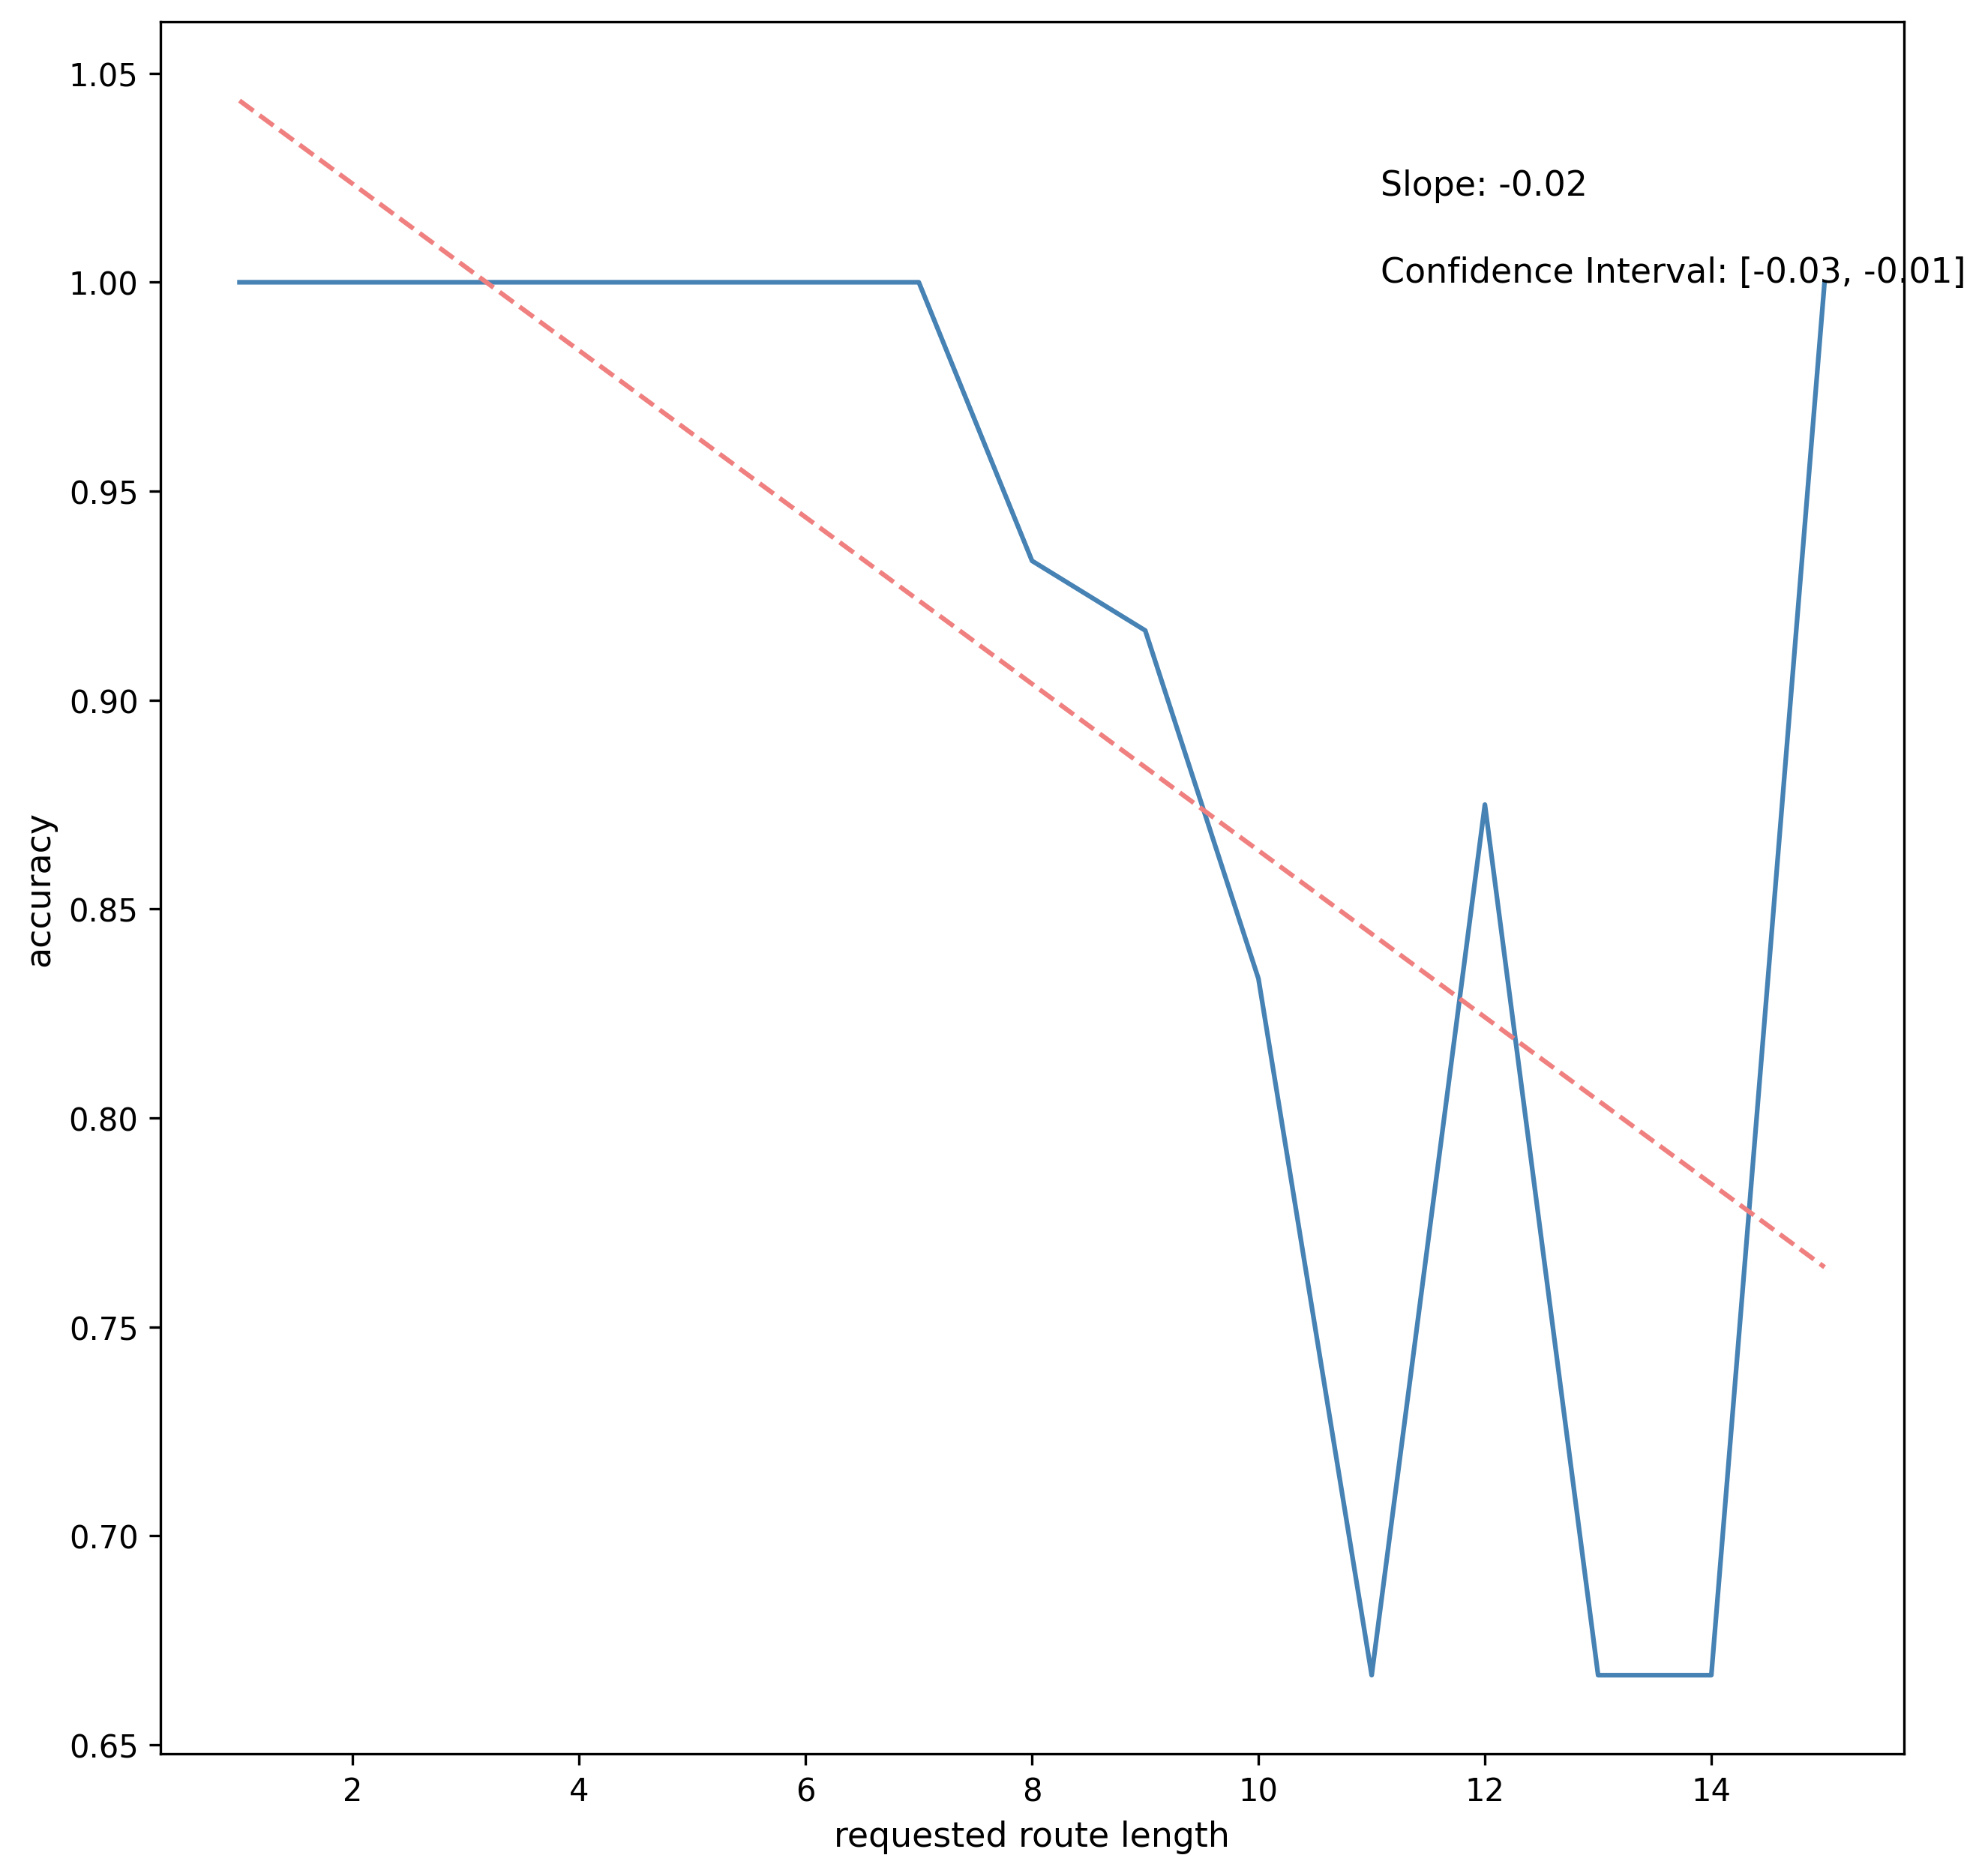 1.05
1.00
0.95
0.90
0.85
0.80
0.75
0.70
0.65
accuracy
Slope: -0.02
Confidence Interval: [-0.03, -0.01]
2 4 6 8 10 12 14
requested route length